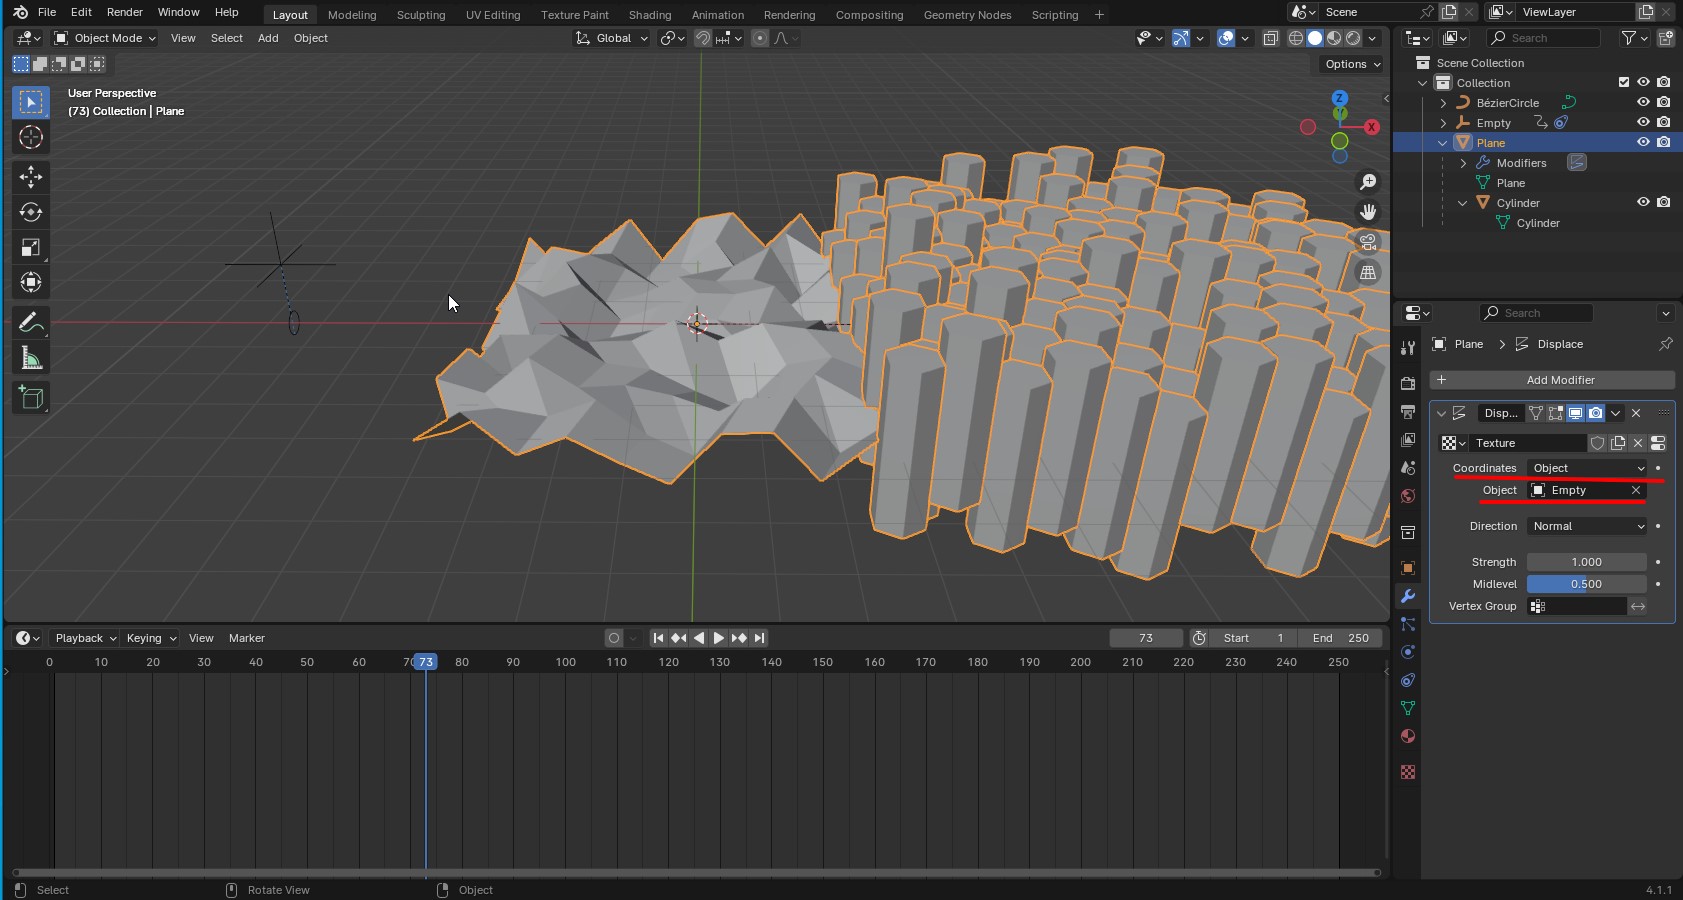 File Edit Render Window Help Layout Modeling Sculpting UV Editing Texture Paint Shading Animation Rendering Compositing Geometry Nodes Scripting + Scene ViewLayer
Object Mode View Select Add Object Global Search
Options
User Perspective
(73) Collection | Plane
Z
Y
X
Scene Collection
Collection
BézierCircle
Empty
Plane
Modifiers
Plane
Cylinder
Cylinder
Search
Plane > Displace
+ Add Modifier
Disp...
Texture
Coordinates Object
Object Empty
Direction Normal
Strength 1.000
Midlevel 0.500
Vertex Group
Playback Keying View Marker 73 Start 1 End 250
0 10 20 30 40 50 60 70 73 80 90 100 110 120 130 140 150 160 170 180 190 200 210 220 230 240 250
Select Rotate View Object 4.1.1